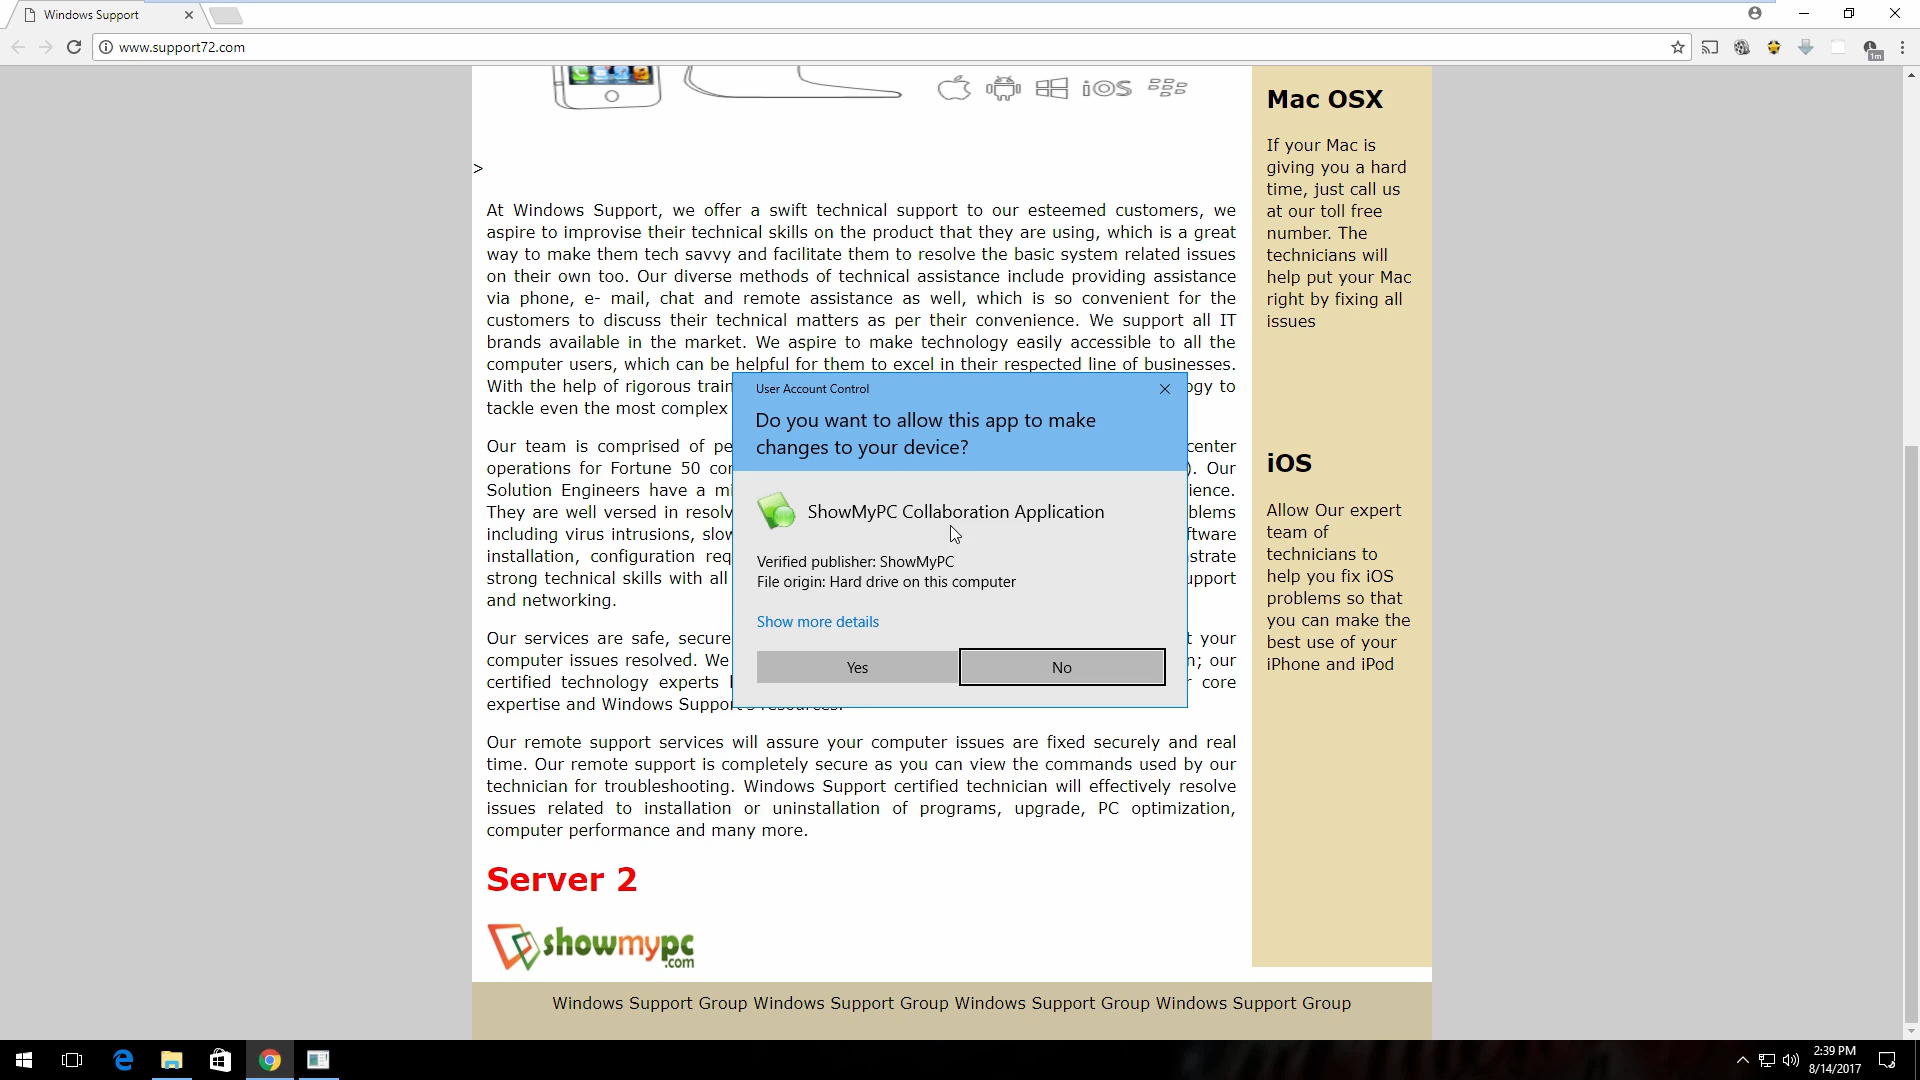 Windows Support
www.support72.com
1m
iOS
>
At Windows Support, we offer a swift technical support to our esteemed customers, we
aspire to improvise their technical skills on the product that they are using, which is a great
way to make them tech savvy and facilitate them to resolve the basic system related issues
on their own too. Our diverse methods of technical assistance include providing assistance
via phone, e- mail, chat and remote assistance as well, which is so convenient for the
customers to discuss their technical matters as per their convenience. We support all IT
brands available in the market. We aspire to make technology easily accessible to all the
computer users, which can be helpful for them to excel in their respected line of businesses.
With the help of rigorous train
ogy to
tackle even the most complex
Our team is comprised of pe
center
operations for Fortune 50 cor
). Our
Solution Engineers have a mi
ience.
They are well versed in resolv
blems
including virus intrusions, slow
ftware
installation, configuration req
nstrate
strong technical skills with all
upport
and networking.
Our services are safe, secure
t your
computer issues resolved. We
n; our
certified technology experts
r core
expertise and Windows Support's resources.
Our remote support services will assure your computer issues are fixed securely and real
time. Our remote support is completely secure as you can view the commands used by our
technician for troubleshooting. Windows Support certified technician will effectively resolve
issues related to installation or uninstallation of programs, upgrade, PC optimization,
computer performance and many more.
Server 2
showmypc
.com
Windows Support Group Windows Support Group Windows Support Group Windows Support Group
Mac OSX
If your Mac is
giving you a hard
time, just call us
at our toll free
number. The
technicians will
help put your Mac
right by fixing all
issues
iOS
Allow Our expert
team of
technicians to
help you fix iOS
problems so that
you can make the
best use of your
iPhone and iPod
User Account Control
Do you want to allow this app to make
changes to your device?
ShowMyPC Collaboration Application
Verified publisher: ShowMyPC
File origin: Hard drive on this computer
Show more details
Yes
No
2:39 PM
8/14/2017